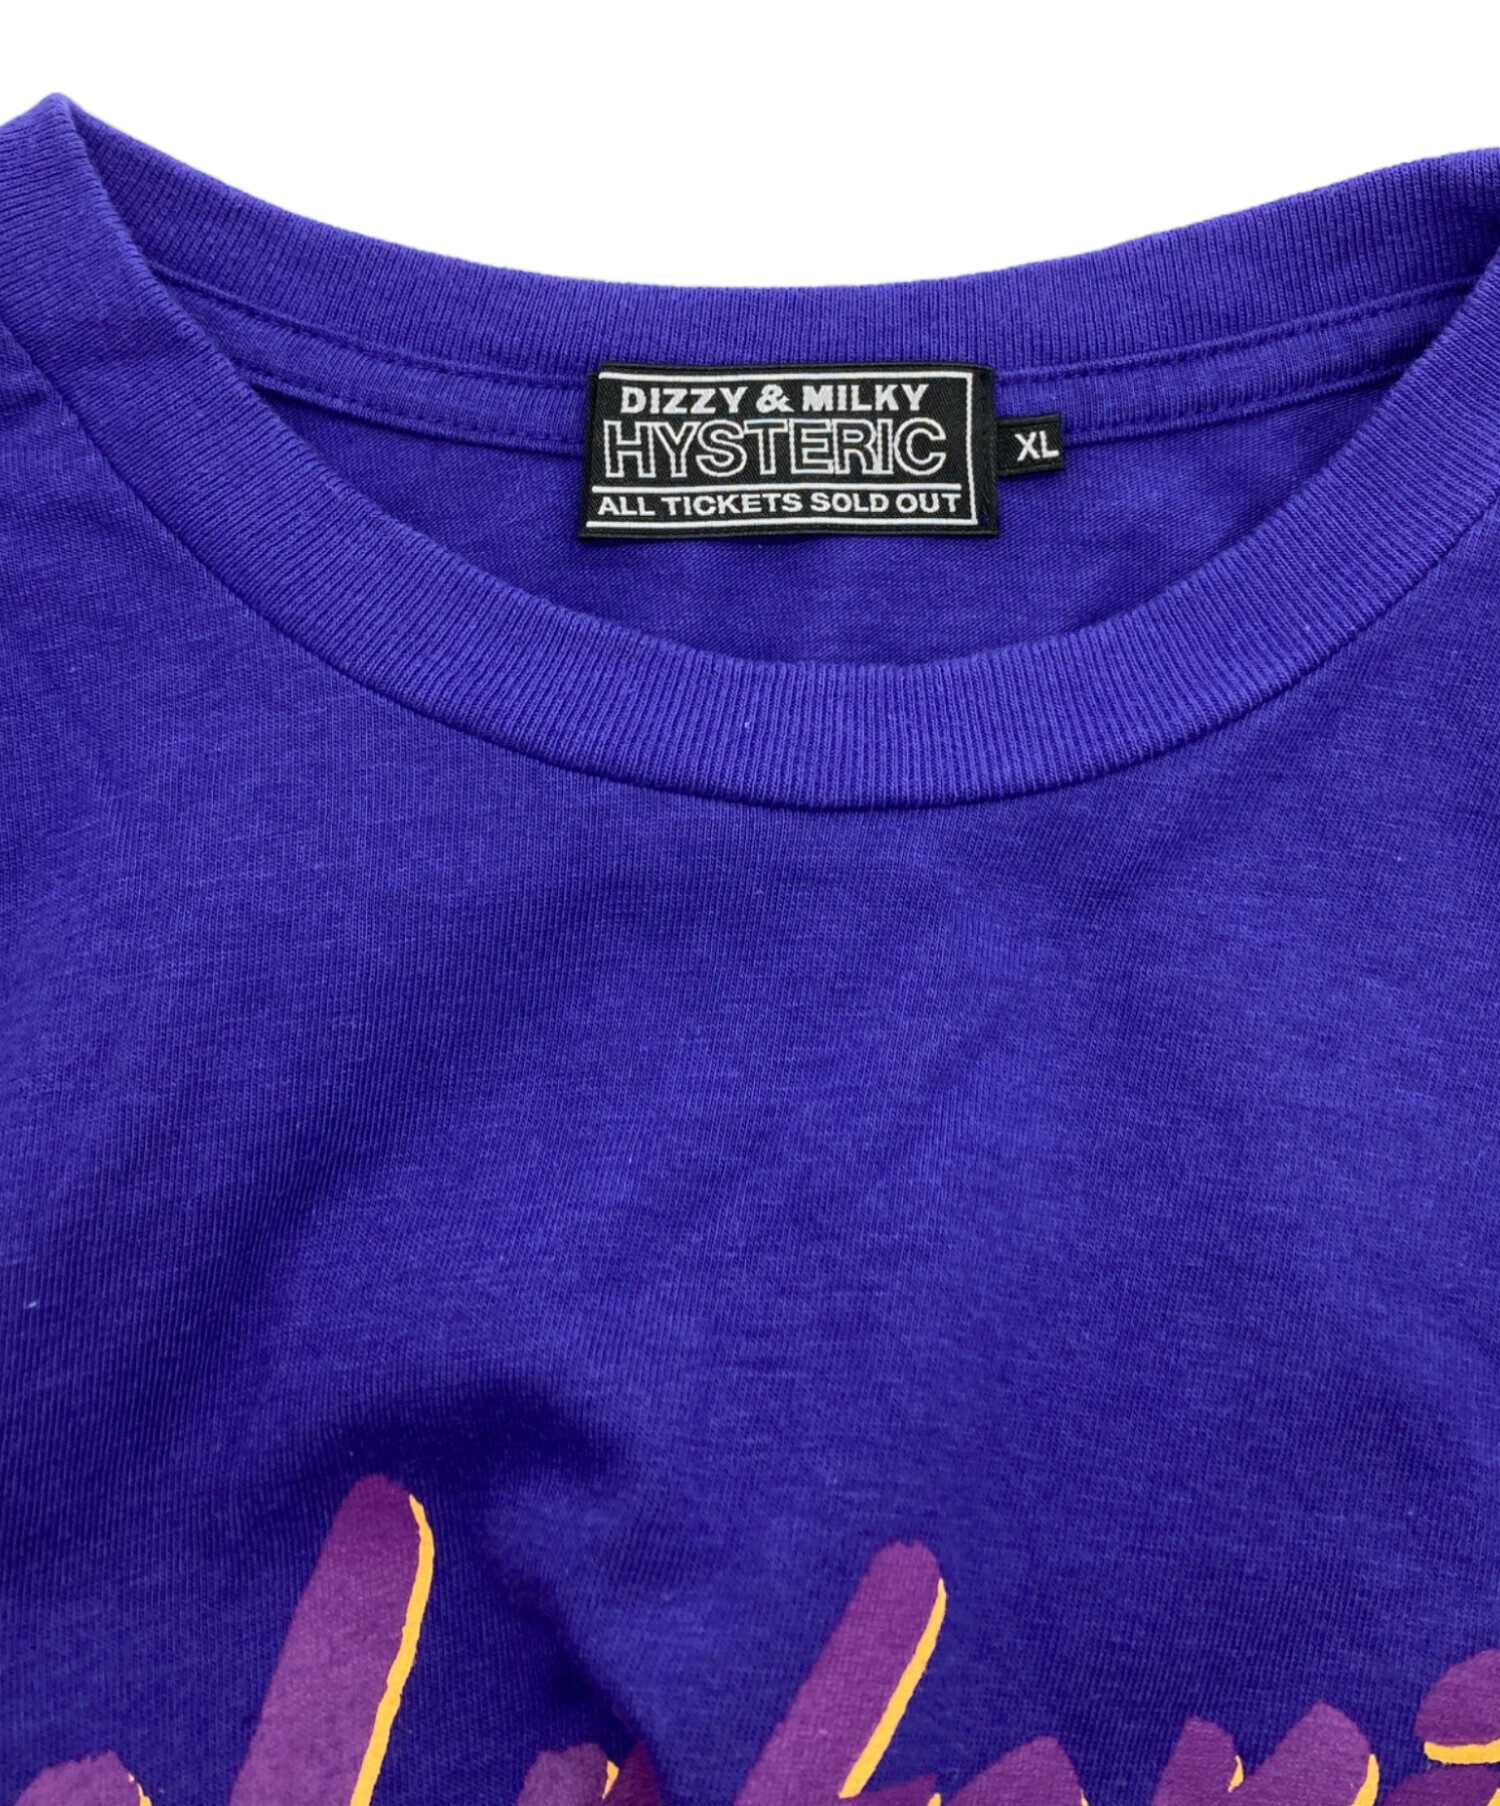 DIZZY & MILKY
HYSTERIC
XL
ALL TICKETS SOLD OUT